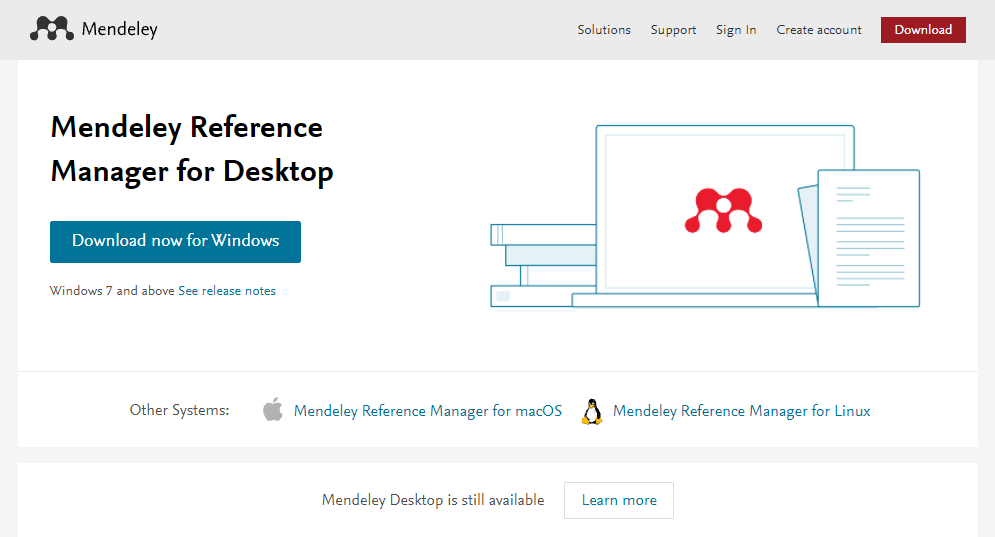 Mendeley
Solutions
Support
Sign In
Create account
Download
Mendeley Reference
Manager for Desktop
Download now for Windows
Windows 7 and above See release notes
Other Systems:
Mendeley Reference Manager for macOS
Mendeley Reference Manager for Linux
Mendeley Desktop is still available
Learn more